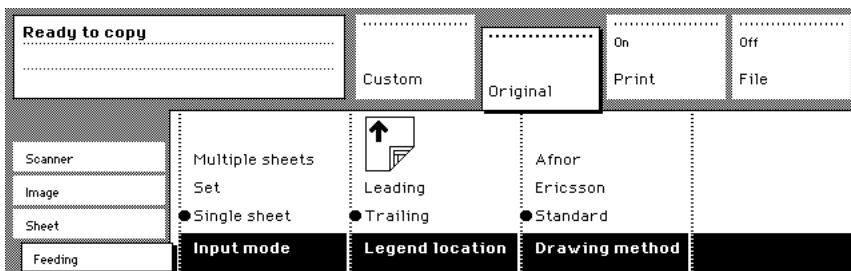 Ready to copy
Custom
Original
On
Print
Off
File
Scanner
Image
Sheet
Feeding
Multiple sheets
Set
Single sheet
Input mode
Leading
Trailing
Legend location
Afnor
Ericsson
Standard
Drawing method